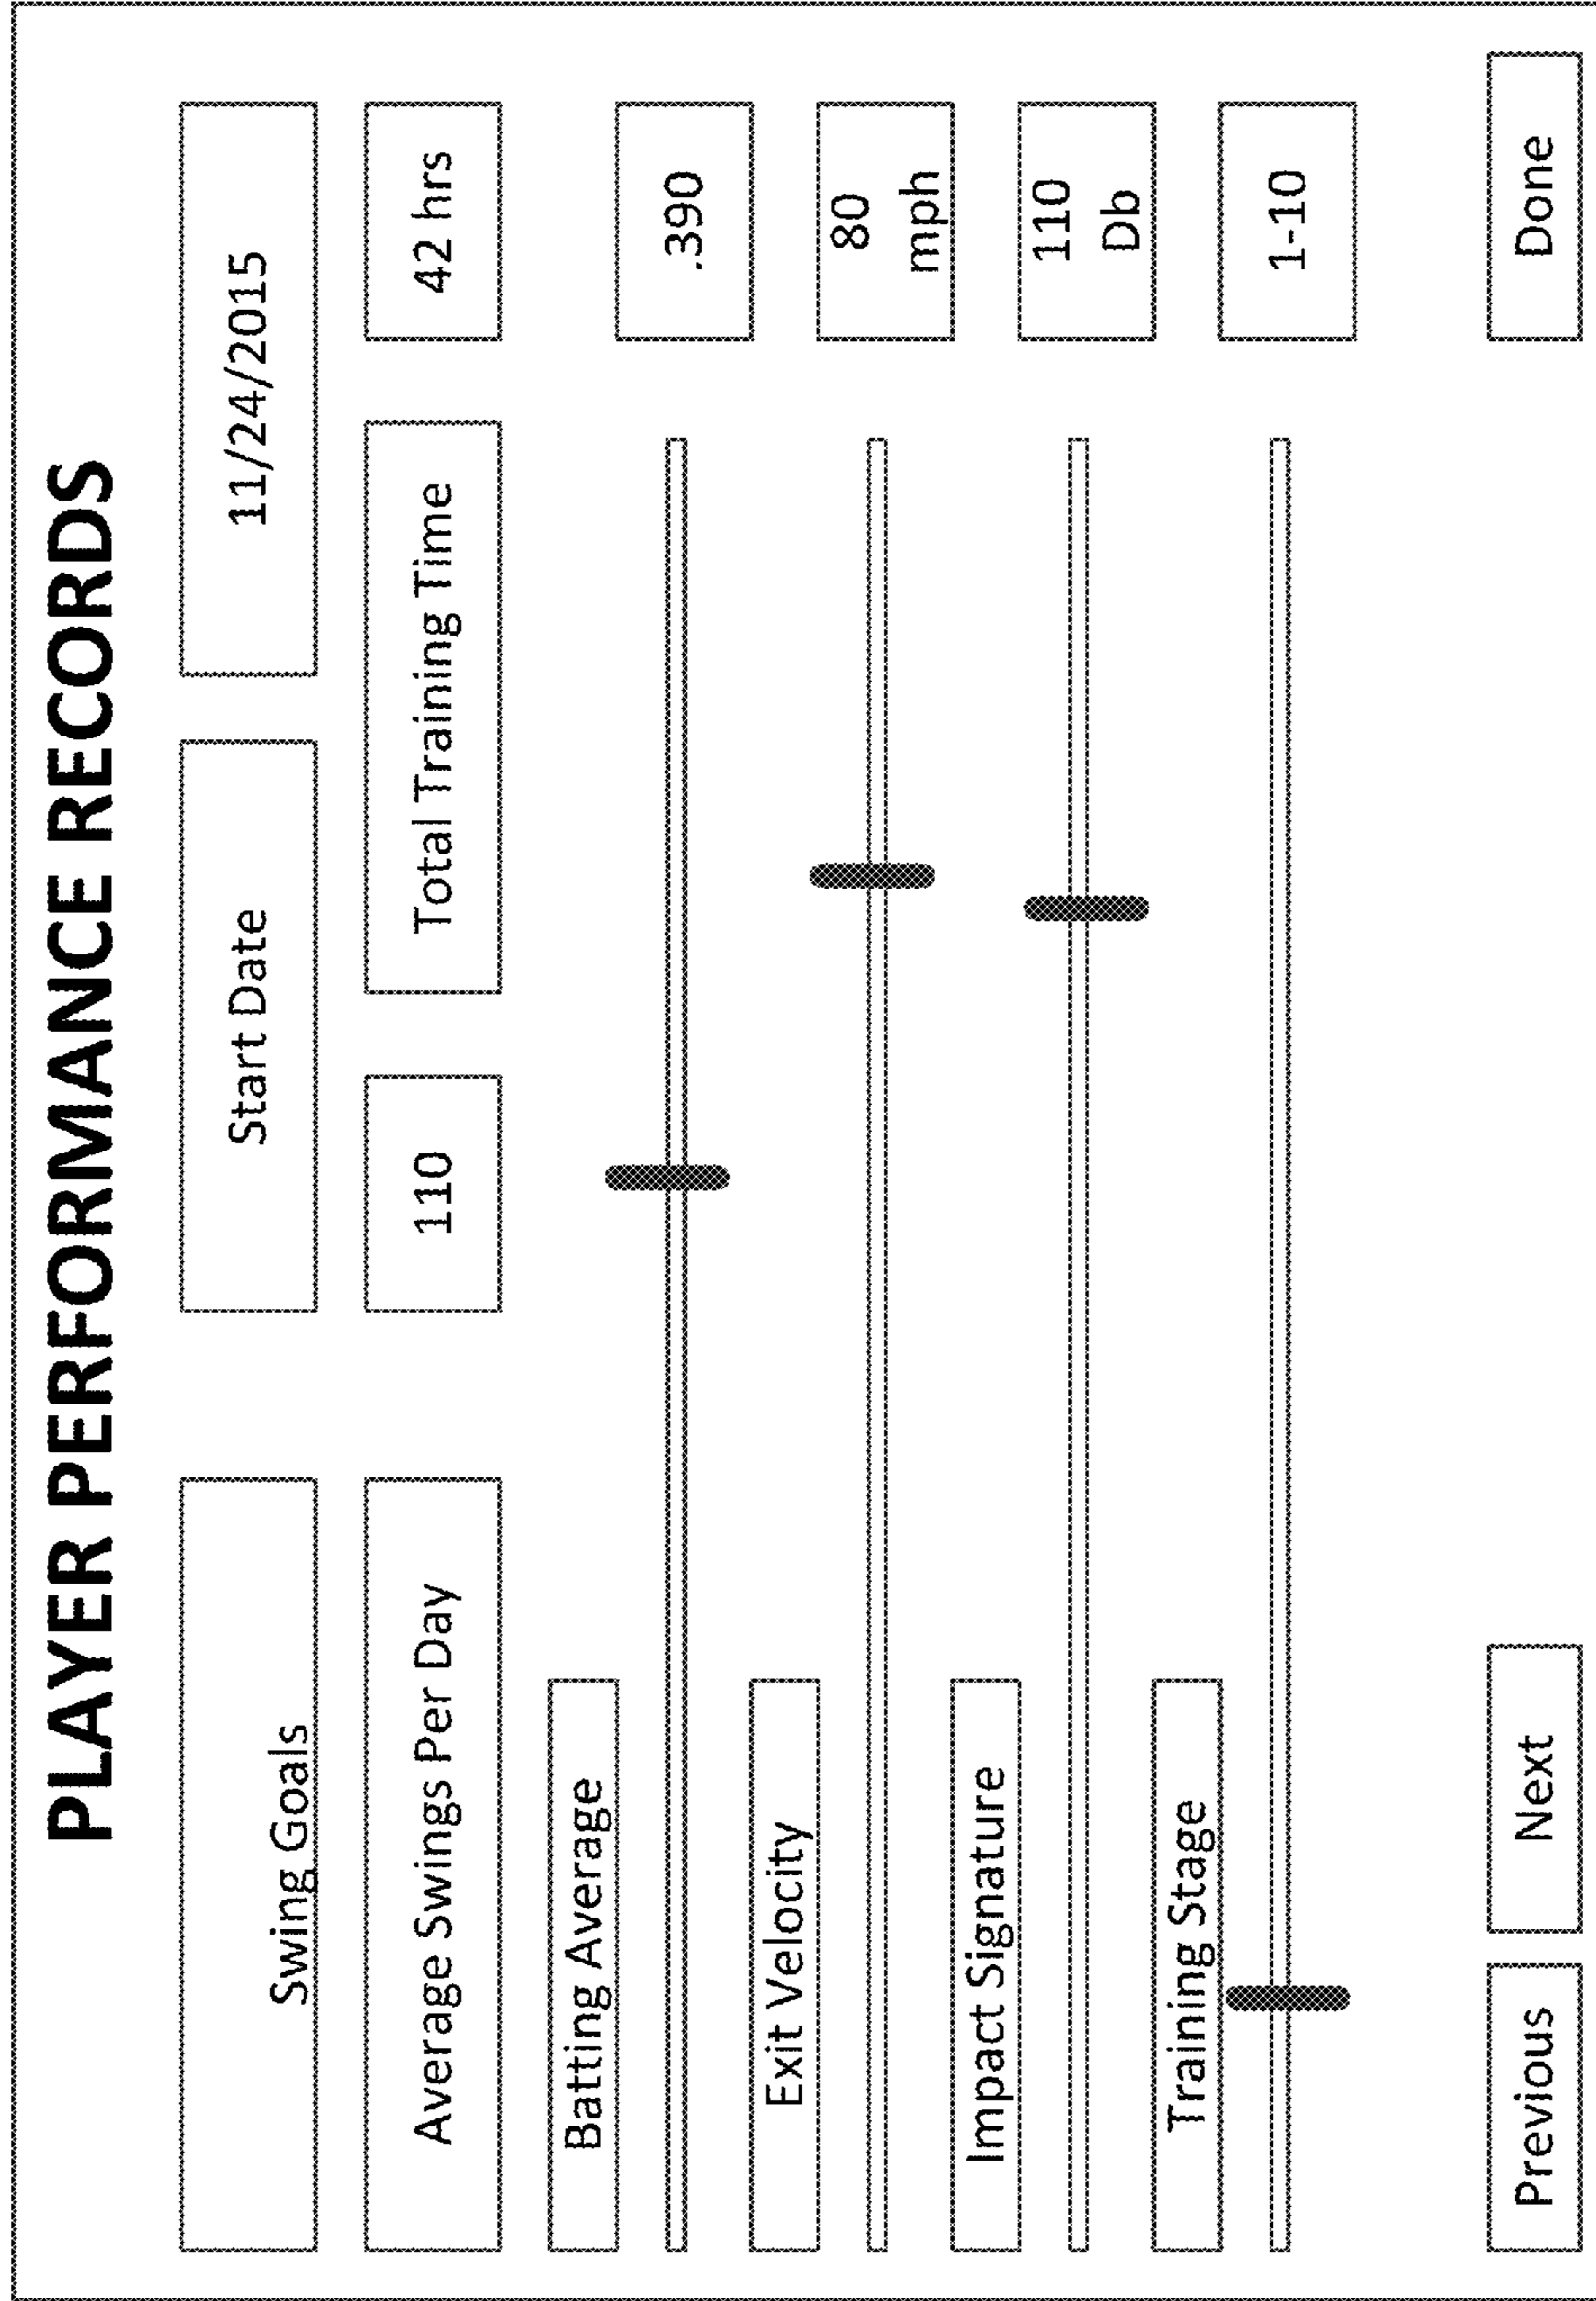 PLAYER PERFORMANCE RECORDS
Swing Goals
Start Date
11/24/2015
Average Swings Per Day
110
Total Training Time
42 hrs
Batting Average
.390
Exit Velocity
80
mph
Impact Signature
110
Db
Training Stage
1-10
Previous
Next
Done